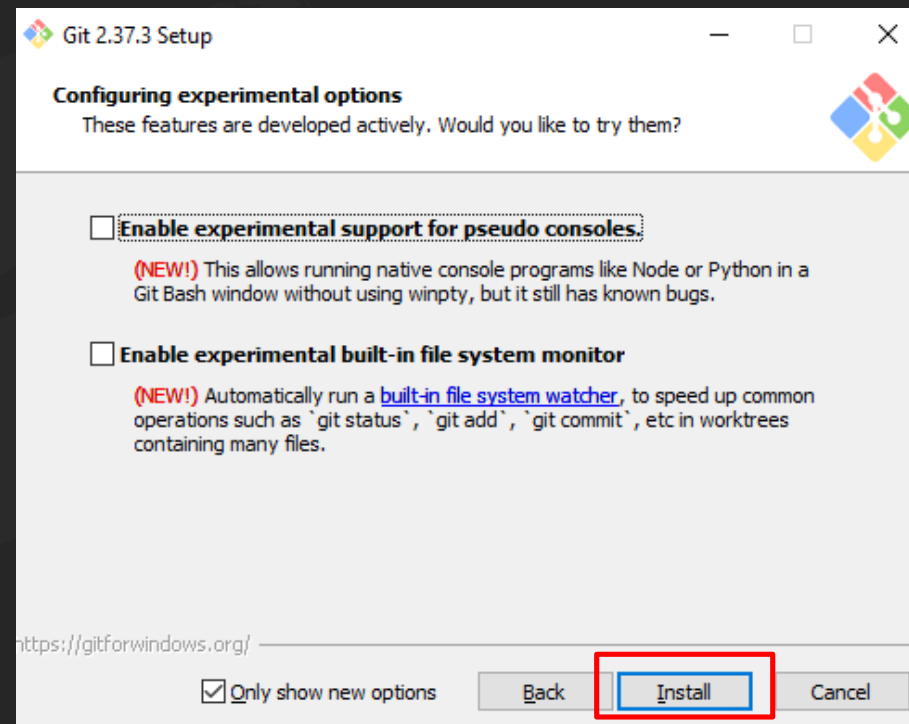 Git 2.37.3 Setup
Configuring experimental options
These features are developed actively. Would you like to try them?
Enable experimental support for pseudo consoles.
(NEW!) This allows running native console programs like Node or Python in a
Git Bash window without using winpty, but it still has known bugs.
Enable experimental built-in file system monitor
(NEW!) Automatically run a built-in file system watcher, to speed up common
operations such as `git status`, `git add`, `git commit`, etc in worktrees
containing many files.
https://gitforwindows.org/
Only show new options
Back
Install
Cancel